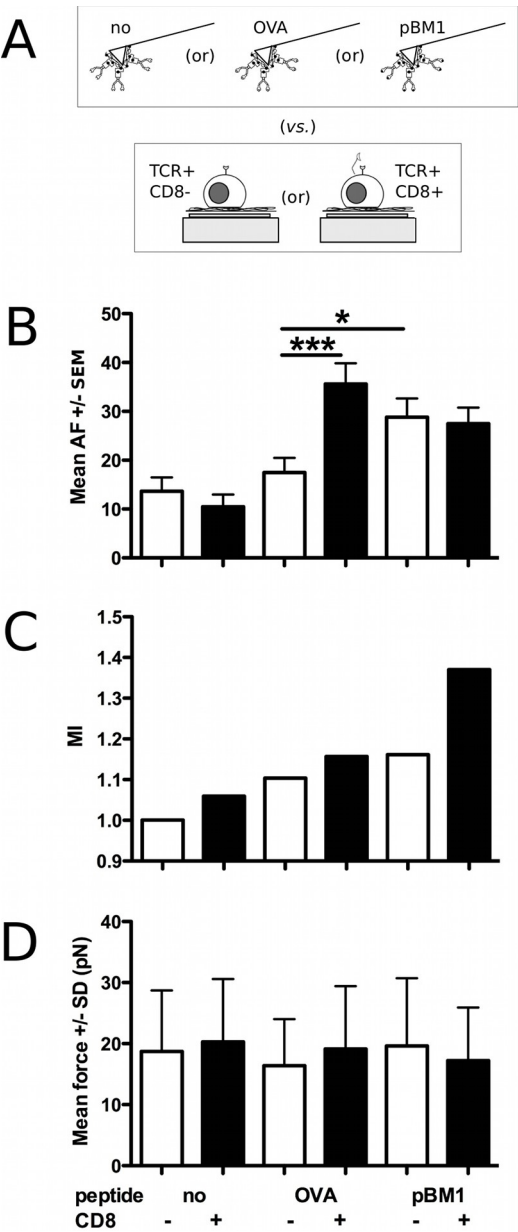 A
no (or) OVA (or) pBM1
(vs.)
TCR+ CD8- (or) TCR+ CD8+
B
Mean AF +/- SEM
50
40
30
20
10
0
*
***
C
MI
1.5
1.4
1.3
1.2
1.1
1.0
0.9
D
Mean force +/- SD (pN)
40
30
20
10
0
peptide no OVA pBM1
CD8 - + - + - +